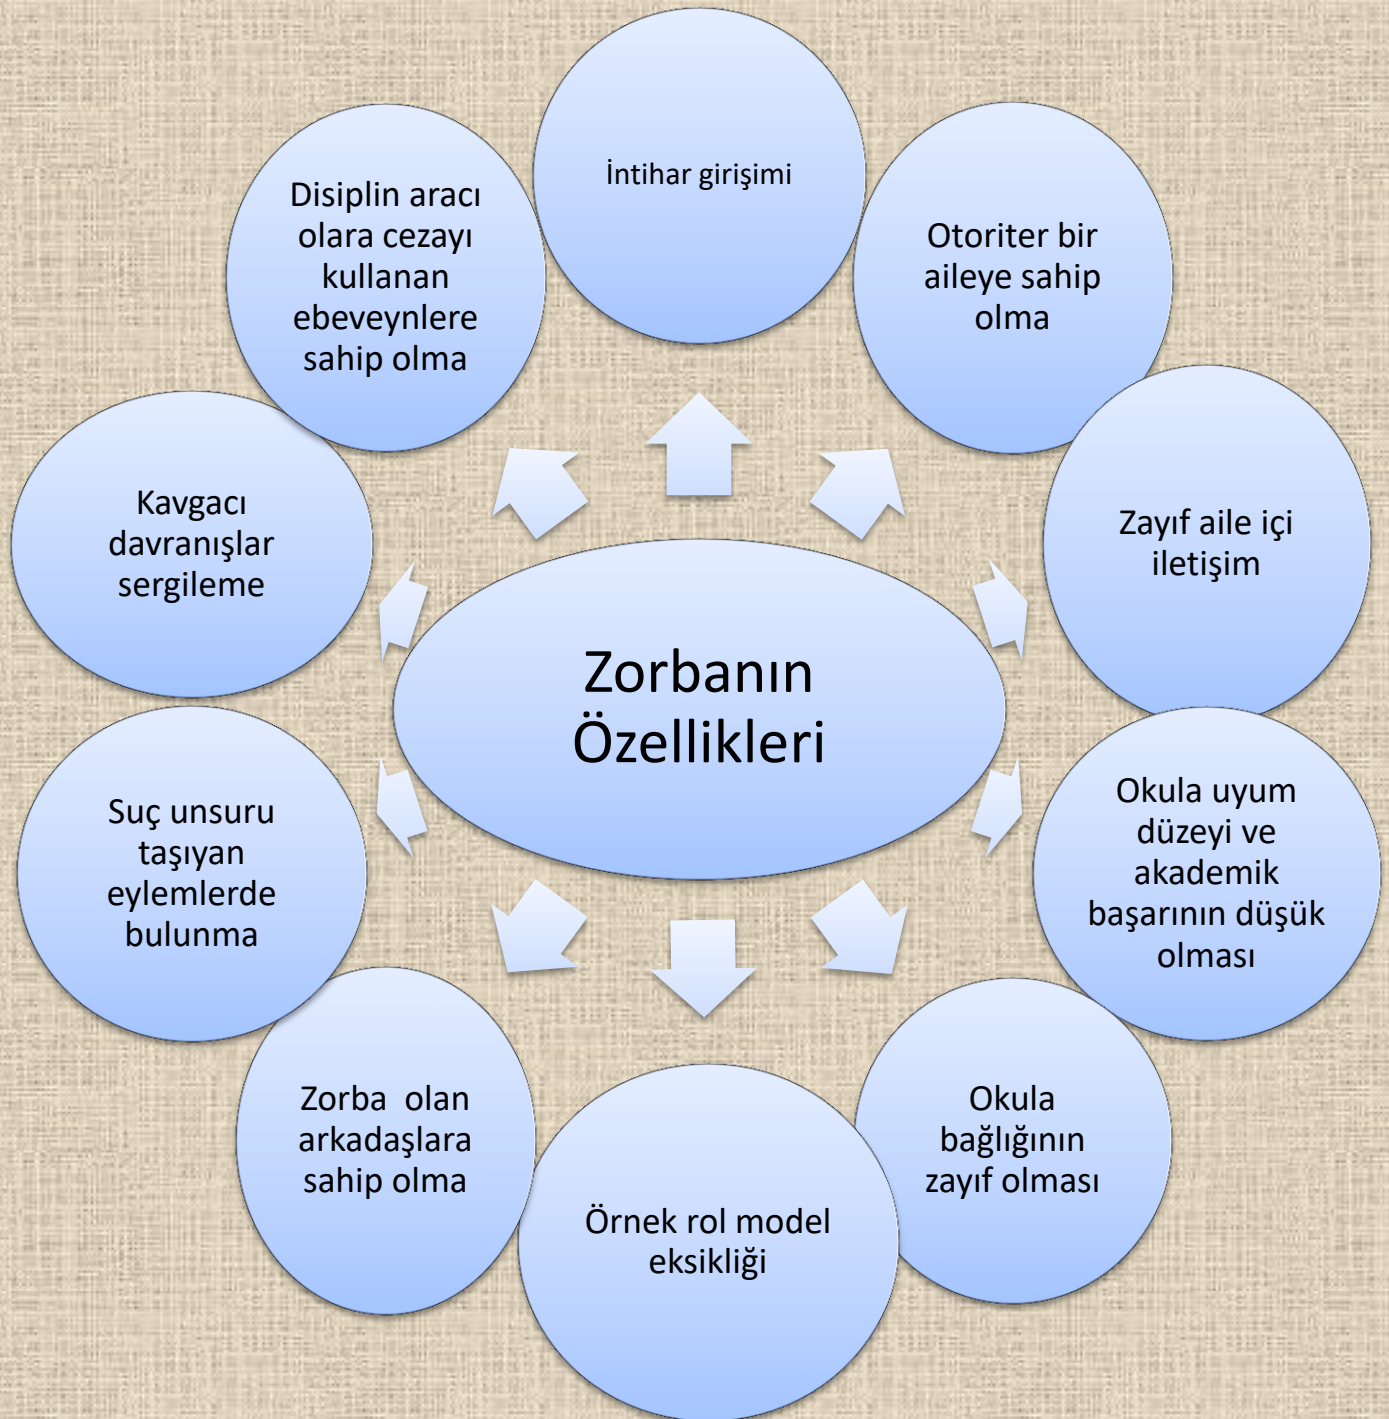 İntihar girişimi
Otoriter bir
aileye sahip
olma
Zayıf aile içi
iletişim
Okula uyum
düzeyi ve
akademik
başarının düşük
olması
Okula
bağlığının
zayıf olması
Örnek rol model
eksikliği
Zorba  olan
arkadaşlara
sahip olma
Suç unsuru
taşıyan
eylemlerde
bulunma
Kavgacı
davranışlar
sergileme
Disiplin aracı
olara cezayı
kullanan
ebeveynlere
sahip olma
Zorbanın
Özellikleri